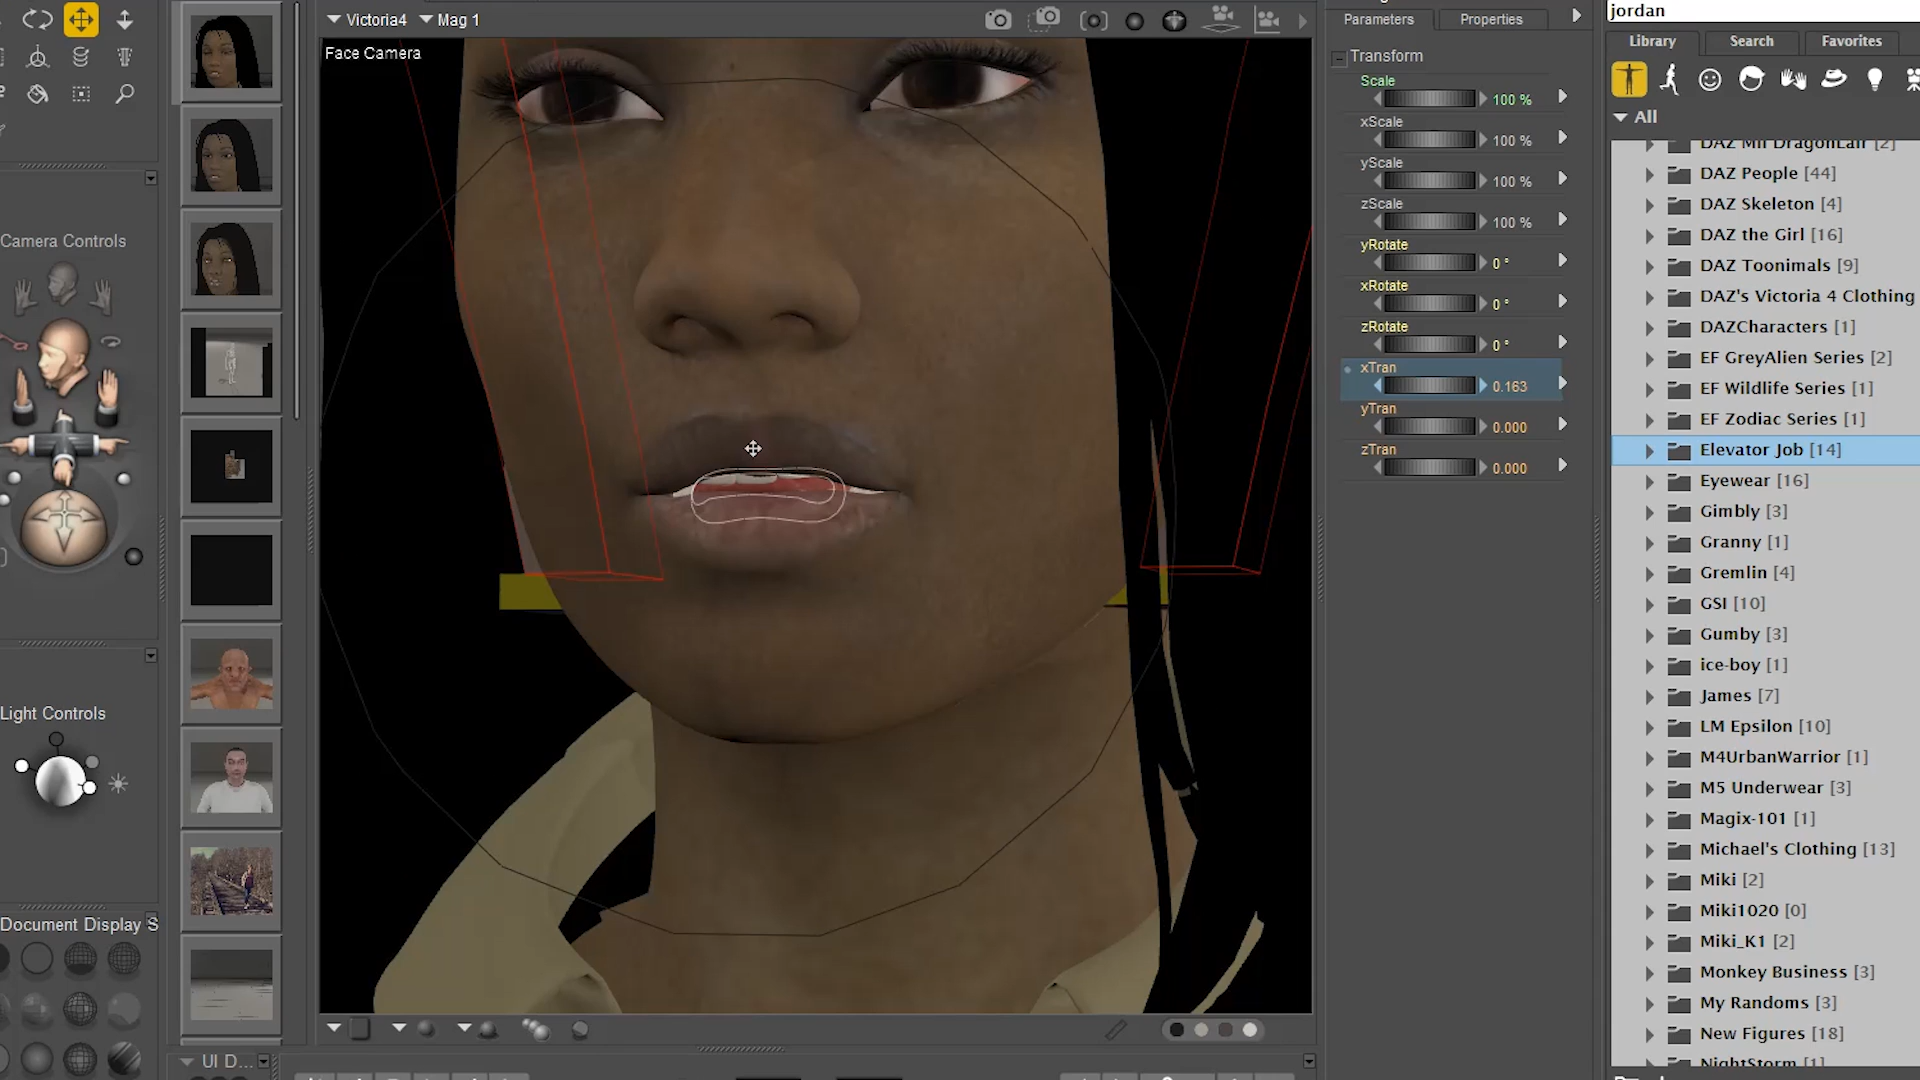 Victoria4 Mag 1
Face Camera
Camera Controls
Light Controls
Document Display S
UI D...
Parameters Properties
Transform
Scale
100 %
xScale
100 %
yScale
100 %
zScale
100 %
yRotate
0 °
xRotate
0 °
zRotate
0 °
xTran
0.163
yTran
0.000
zTran
0.000
jordan
Library Search Favorites
All
DAZ Mil DragonLair [2]
DAZ People [44]
DAZ Skeleton [4]
DAZ the Girl [16]
DAZ Toonimals [9]
DAZ's Victoria 4 Clothing
DAZCharacters [1]
EF GreyAlien Series [2]
EF Wildlife Series [1]
EF Zodiac Series [1]
Elevator Job [14]
Eyewear [16]
Gimbly [3]
Granny [1]
Gremlin [4]
GSI [10]
Gumby [3]
ice-boy [1]
James [7]
LM Epsilon [10]
M4UrbanWarrior [1]
M5 Underwear [3]
Magix-101 [1]
Michael's Clothing [13]
Miki [2]
Miki1020 [0]
Miki_K1 [2]
Monkey Business [3]
My Randoms [3]
New Figures [18]
NightStorm [1]